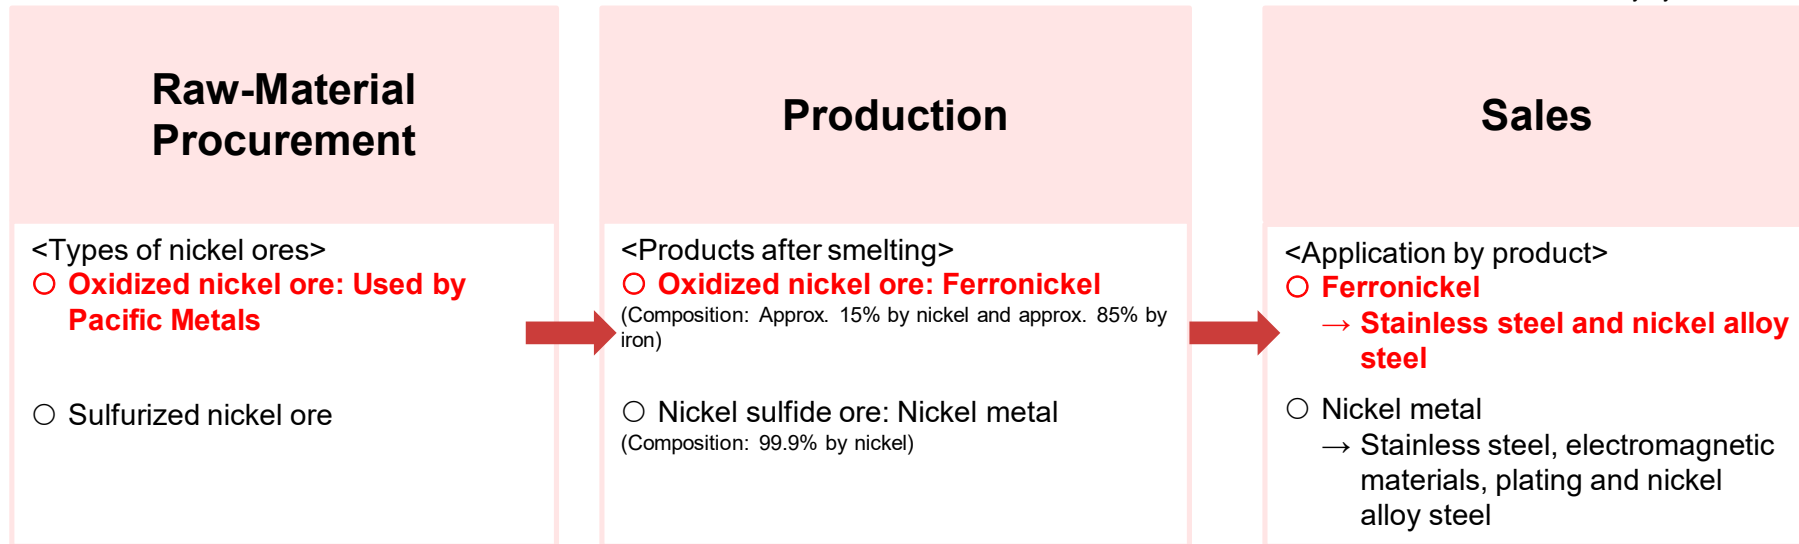 Raw-Material
Procurement
<Types of nickel ores>
○ Oxidized nickel ore: Used by
Pacific Metals
○ Sulfurized nickel ore
Production
<Products after smelting>
○ Oxidized nickel ore: Ferronickel
(Composition: Approx. 15% by nickel and approx. 85% by
iron)
○ Nickel sulfide ore: Nickel metal
(Composition: 99.9% by nickel)
Sales
<Application by product>
○ Ferronickel
→ Stainless steel and nickel alloy
steel
○ Nickel metal
→ Stainless steel, electromagnetic
materials, plating and nickel
alloy steel